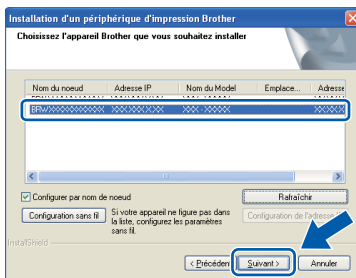 Installation d'un périphérique d'impression Brother
Choisissez l'appareil Brother que vous souhaitez installer
Nom du noeud Adresse IP Nom du Model Emplace... Adresse
BRWXXXXXXXXXXXX XXX.XXX.X.XX XXX-XXXXX XX:XX:X
Configurer par nom de noeud
Rafraîchir
Configuration sans fil
Si votre appareil ne figure pas dans
la liste, configurez les paramètres
sans fil.
Configuration de l'adresse
InstallShield
< Précédent Suivant > Annuler